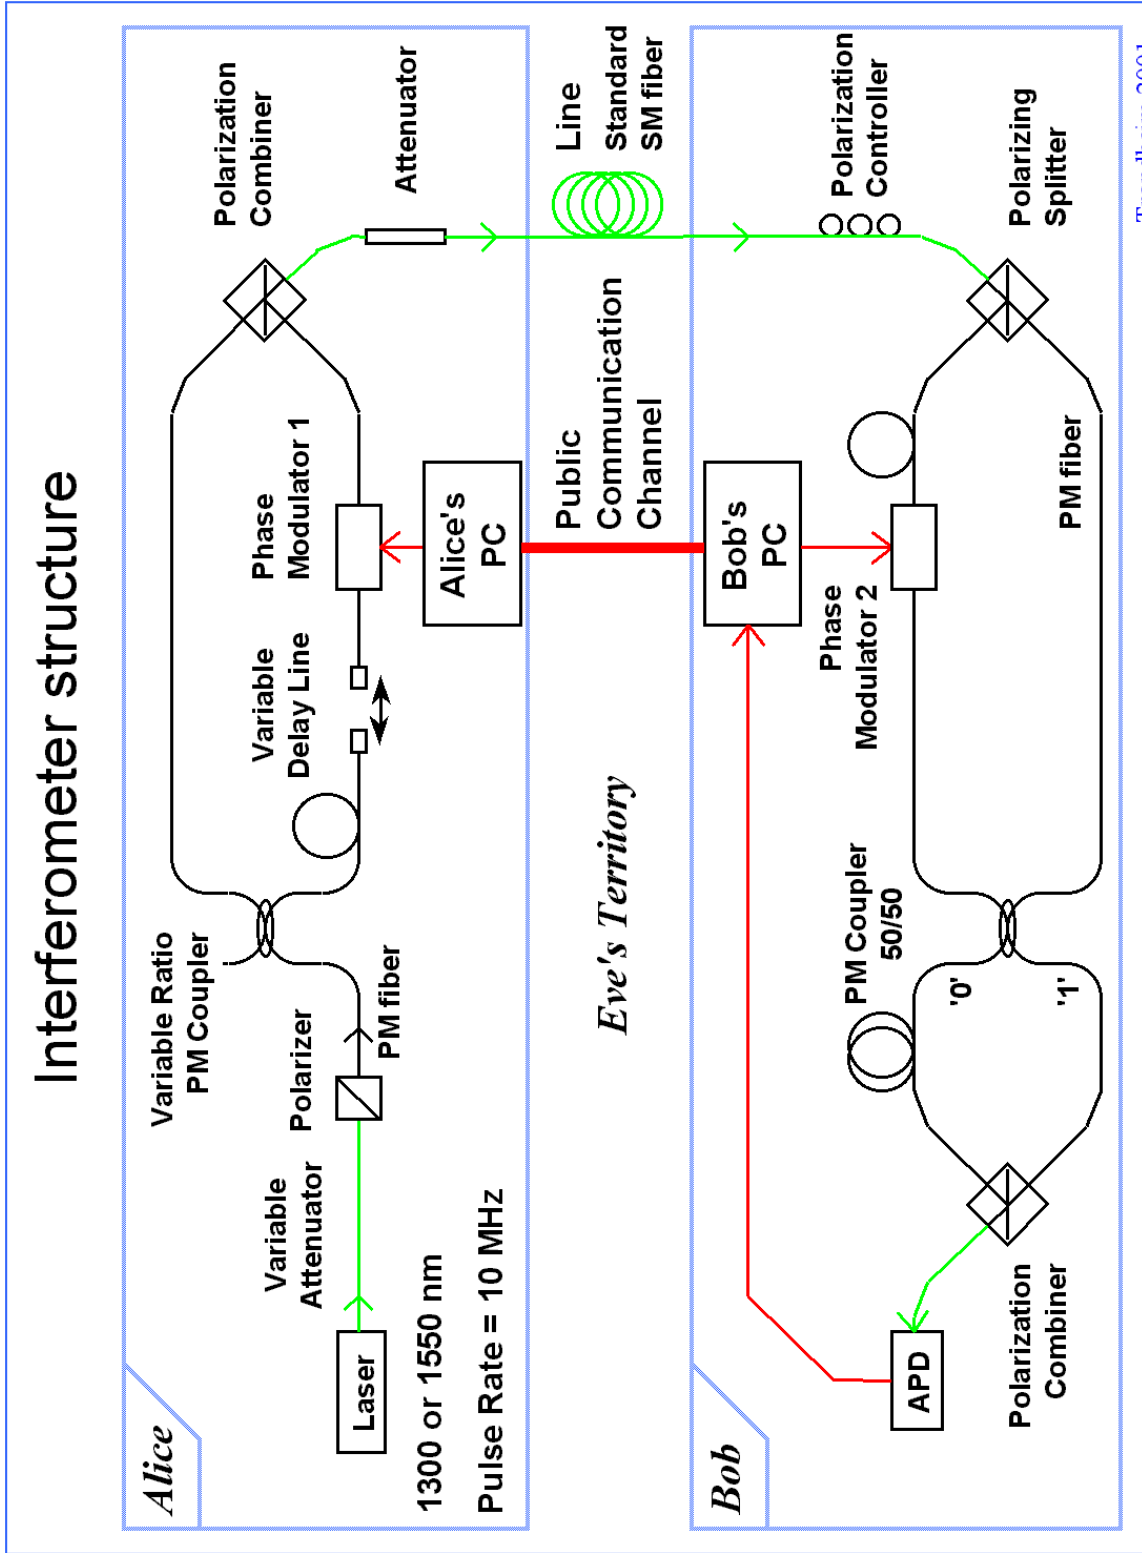 Interferometer structure
Alice
Variable Ratio
PM Coupler
Polarization
Combiner
Variable
Attenuator
Polarizer
Variable
Delay Line
Phase
Modulator 1
Laser
PM fiber
Attenuator
1300 or 1550 nm
Pulse Rate = 10 MHz
Alice's
PC
Eve's Territory
Public
Communication
Channel
Line
Standard
SM fiber
Bob
Bob's
PC
Phase
Modulator 2
PM Coupler
50/50
Polarization
Controller
APD
'0'
'1'
Polarization
Combiner
PM fiber
Polarizing
Splitter